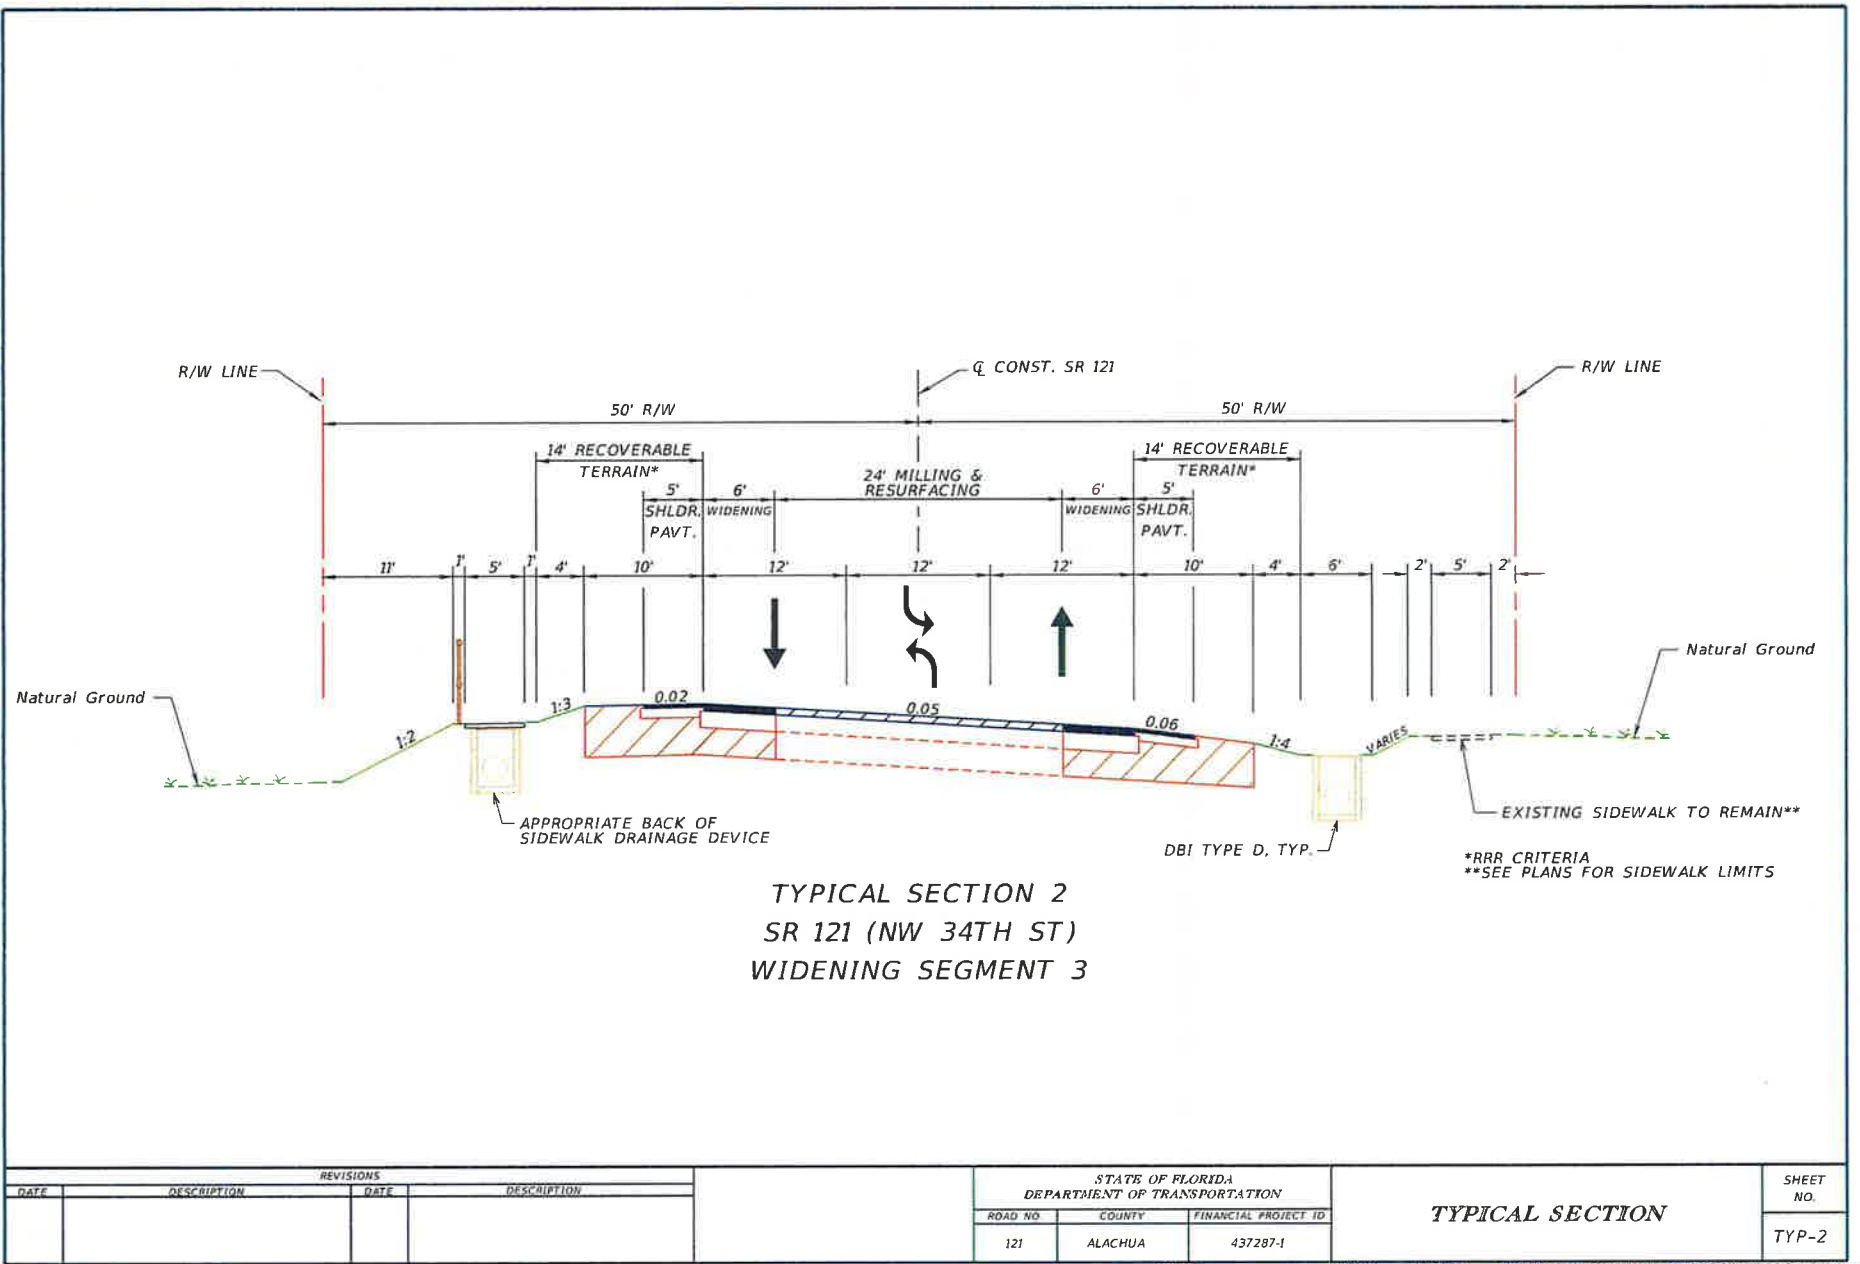 R/W LINE
℄ CONST. SR 121
R/W LINE
50' R/W
50' R/W
14' RECOVERABLE
TERRAIN*
14' RECOVERABLE
TERRAIN*
24' MILLING &
RESURFACING
5'
SHLDR.
PAVT.
6'
WIDENING
6'
WIDENING
5'
SHLDR.
PAVT.
11'
1'
5'
1'
4'
10'
12'
12'
12'
10'
4'
6'
2'
5'
2'
Natural Ground
Natural Ground
1:2
1:3
0.02
0.05
0.06
1:4
VARIES
APPROPRIATE BACK OF
SIDEWALK DRAINAGE DEVICE
DBI TYPE D, TYP.
EXISTING SIDEWALK TO REMAIN**
*RRR CRITERIA
**SEE PLANS FOR SIDEWALK LIMITS
TYPICAL SECTION 2
SR 121 (NW 34TH ST)
WIDENING SEGMENT 3
REVISIONS
DATE DESCRIPTION DATE DESCRIPTION
STATE OF FLORIDA
DEPARTMENT OF TRANSPORTATION
ROAD NO. COUNTY FINANCIAL PROJECT ID
121 ALACHUA 437287-1
TYPICAL SECTION
SHEET
NO.
TYP-2